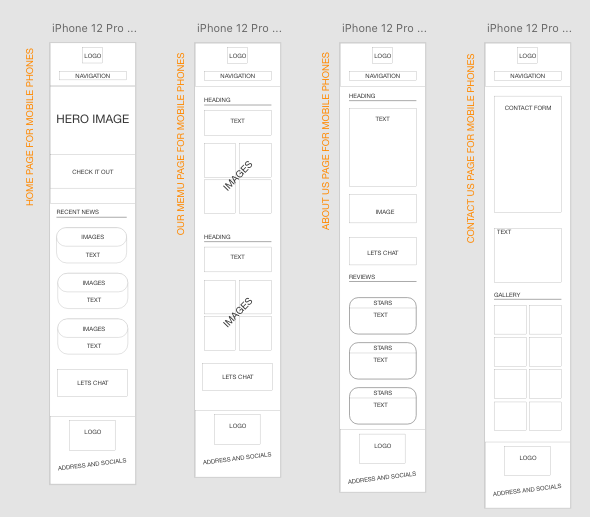 iPhone 12 Pro ...
HOME PAGE FOR MOBILE PHONES
LOGO
NAVIGATION
HERO IMAGE
CHECK IT OUT
RECENT NEWS
IMAGES
TEXT
IMAGES
TEXT
IMAGES
TEXT
LETS CHAT
LOGO
ADDRESS AND SOCIALS
iPhone 12 Pro ...
OUR MEMU PAGE FOR MOBILE PHONES
LOGO
NAVIGATION
HEADING
TEXT
IMAGES
HEADING
TEXT
IMAGES
LETS CHAT
LOGO
ADDRESS AND SOCIALS
iPhone 12 Pro ...
ABOUT US PAGE FOR MOBILE PHONES
LOGO
NAVIGATION
HEADING
TEXT
IMAGE
LETS CHAT
REVIEWS
STARS
TEXT
STARS
TEXT
STARS
TEXT
LOGO
ADDRESS AND SOCIALS
iPhone 12 Pro ...
CONTACT US PAGE FOR MOBILE PHONES
LOGO
NAVIGATION
CONTACT FORM
TEXT
GALLERY
LOGO
ADDRESS AND SOCIALS